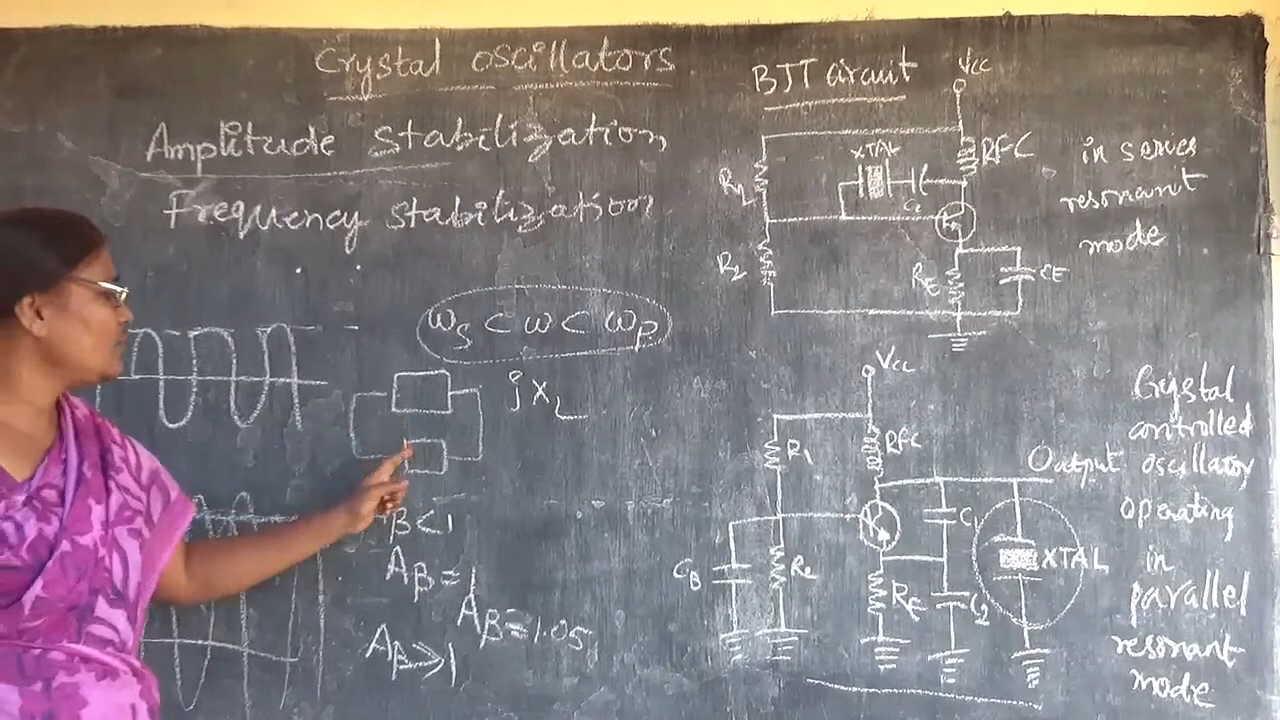 Crystal oscillators
Amplitude Stabilization
Frequency stabilization
ωs < ω < ωp
jXL
β < 1
Aβ = 1
Aβ = 1.05
Aβ > 1
BJT circuit
Vcc
RFC
XTAL
Cc
R1
R2
RE
CE
in series
resonant
mode
Vcc
R1
RFC
C1
CB
R2
RE
C2
XTAL
Output
Crystal
controlled
oscillator
operating
in
parallel
resonant
mode